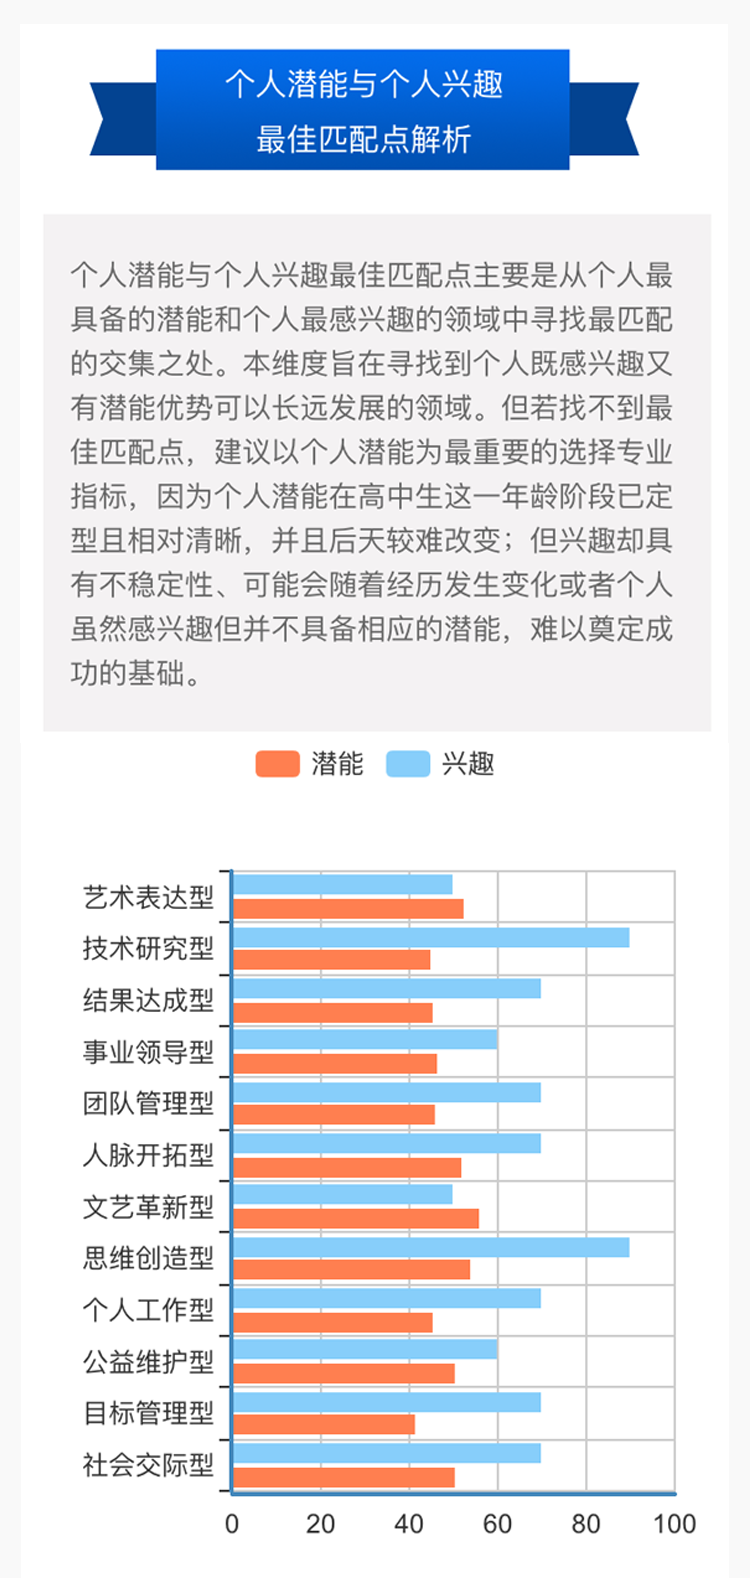 个人潜能与个人兴趣
最佳匹配点解析
个人潜能与个人兴趣最佳匹配点主要是从个人最
具备的潜能和个人最感兴趣的领域中寻找最匹配
的交集之处。本维度旨在寻找到个人既感兴趣又
有潜能优势可以长远发展的领域。但若找不到最
佳匹配点，建议以个人潜能为最重要的选择专业
指标，因为个人潜能在高中生这一年龄阶段已定
型且相对清晰，并且后天较难改变；但兴趣却具
有不稳定性、可能会随着经历发生变化或者个人
虽然感兴趣但并不具备相应的潜能，难以奠定成
功的基础。
潜能 兴趣
艺术表达型
技术研究型
结果达成型
事业领导型
团队管理型
人脉开拓型
文艺革新型
思维创造型
个人工作型
公益维护型
目标管理型
社会交际型
0 20 40 60 80 100